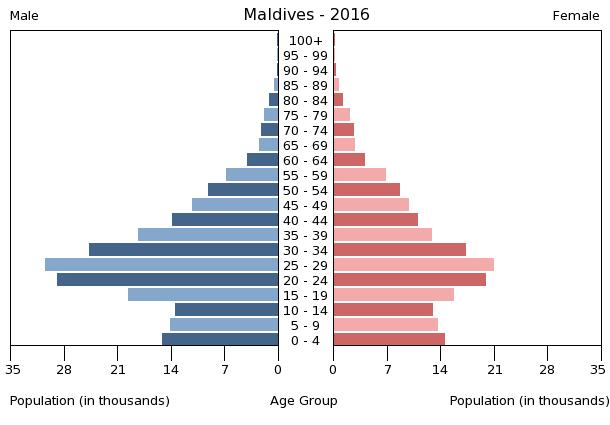 Maldives - 2016
Male
Female
100+
95 - 99
90 - 94
85 - 89
80 - 84
75 - 79
70 - 74
65 - 69
60 - 64
55 - 59
50 - 54
45 - 49
40 - 44
35 - 39
30 - 34
25 - 29
20 - 24
15 - 19
10 - 14
5 - 9
0 - 4
35 28 21 14 7 0 0 7 14 21 28 35
Population (in thousands) Age Group Population (in thousands)